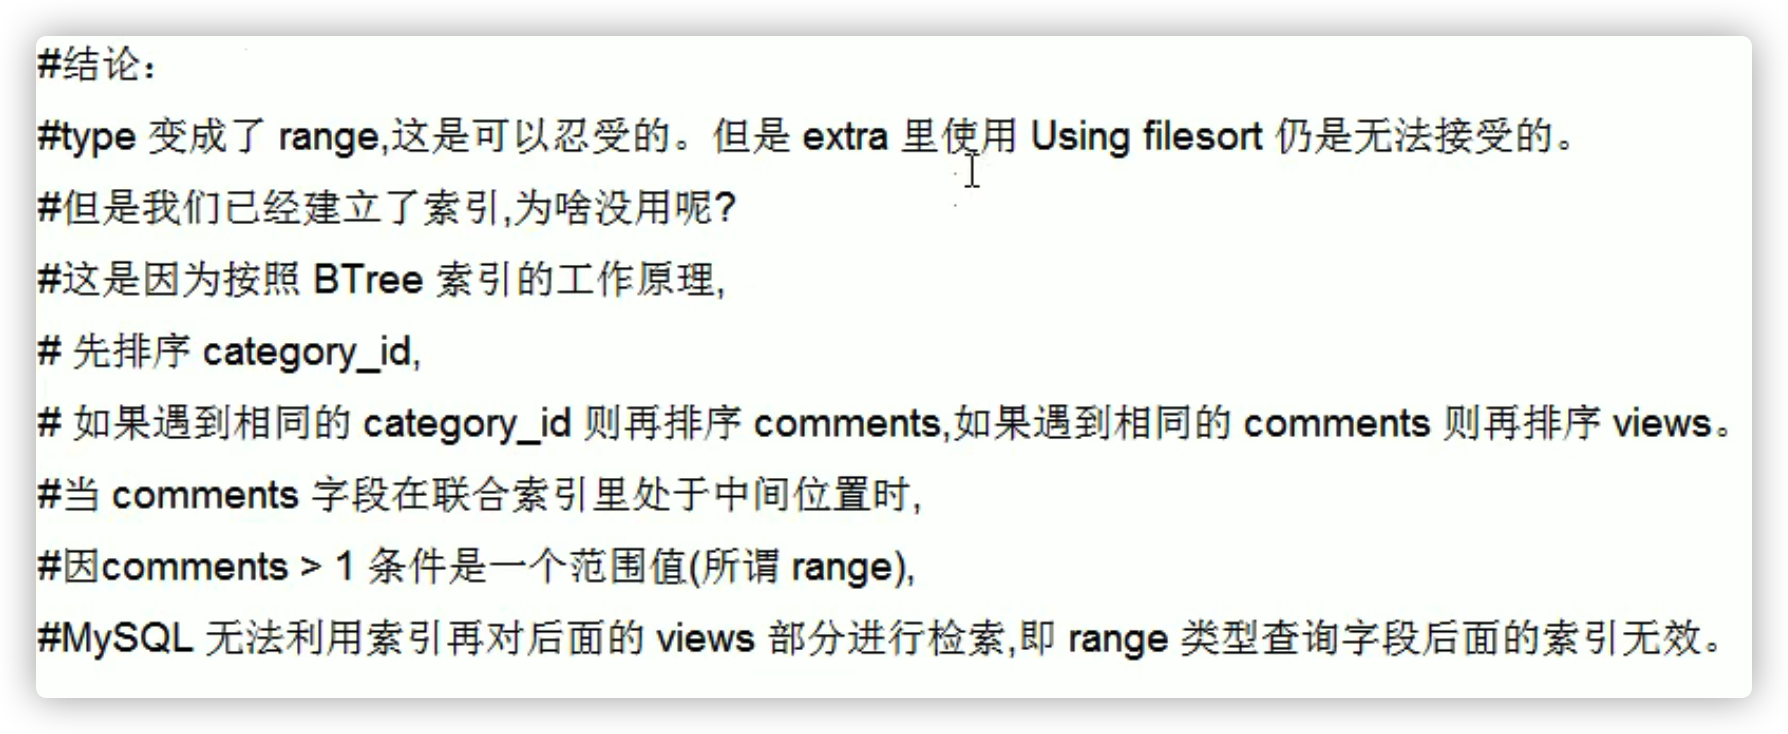 #结论：
#type 变成了 range,这是可以忍受的。但是 extra 里使用 Using filesort 仍是无法接受的。
#但是我们已经建立了索引,为啥没用呢?
#这是因为按照 BTree 索引的工作原理,
# 先排序 category_id,
# 如果遇到相同的 category_id 则再排序 comments,如果遇到相同的 comments 则再排序 views。
#当 comments 字段在联合索引里处于中间位置时,
#因comments > 1 条件是一个范围值(所谓 range),
#MySQL 无法利用索引再对后面的 views 部分进行检索,即 range 类型查询字段后面的索引无效。